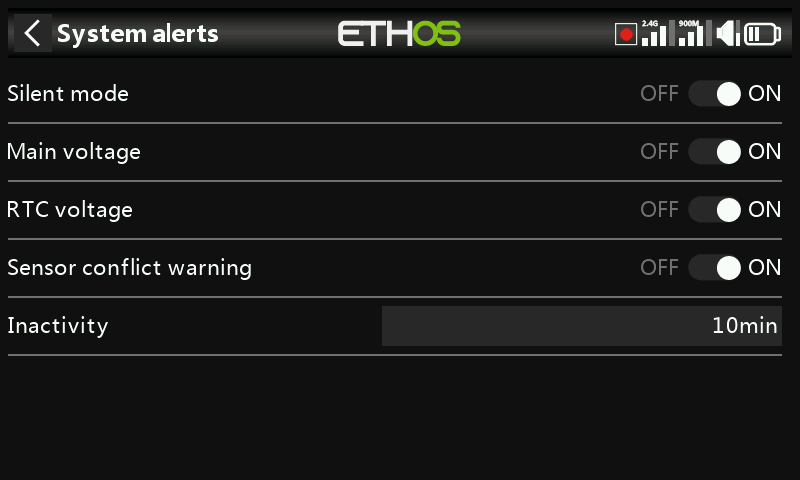 System alerts ETHOS 2.4G 900M
Silent mode OFF ON
Main voltage OFF ON
RTC voltage OFF ON
Sensor conflict warning OFF ON
Inactivity 10min